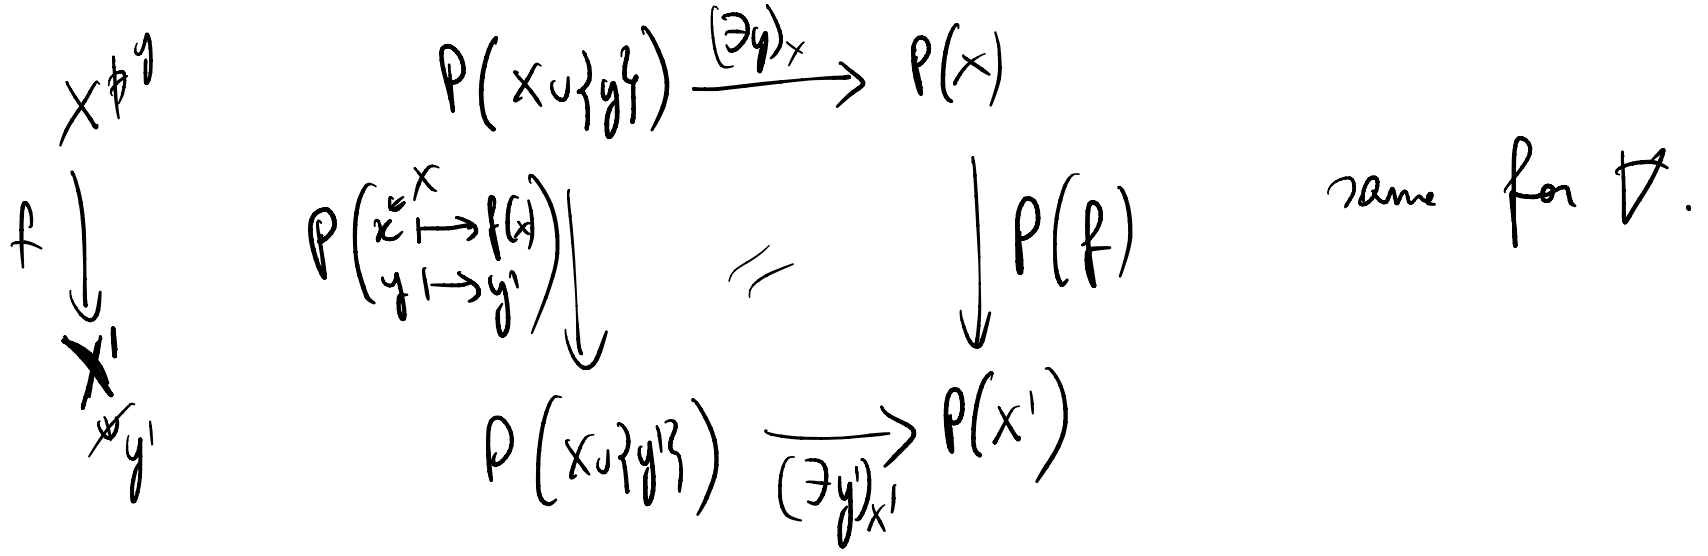 X ∌ y
f
X'
∌ y'
P(X∪{y}) (∃y)_X P(X)
P(x ∈ X ↦ f(x)
y ↦ y')
=
P(f)
P(X∪{y'}) (∃y')_X' P(X')
same for ∀.